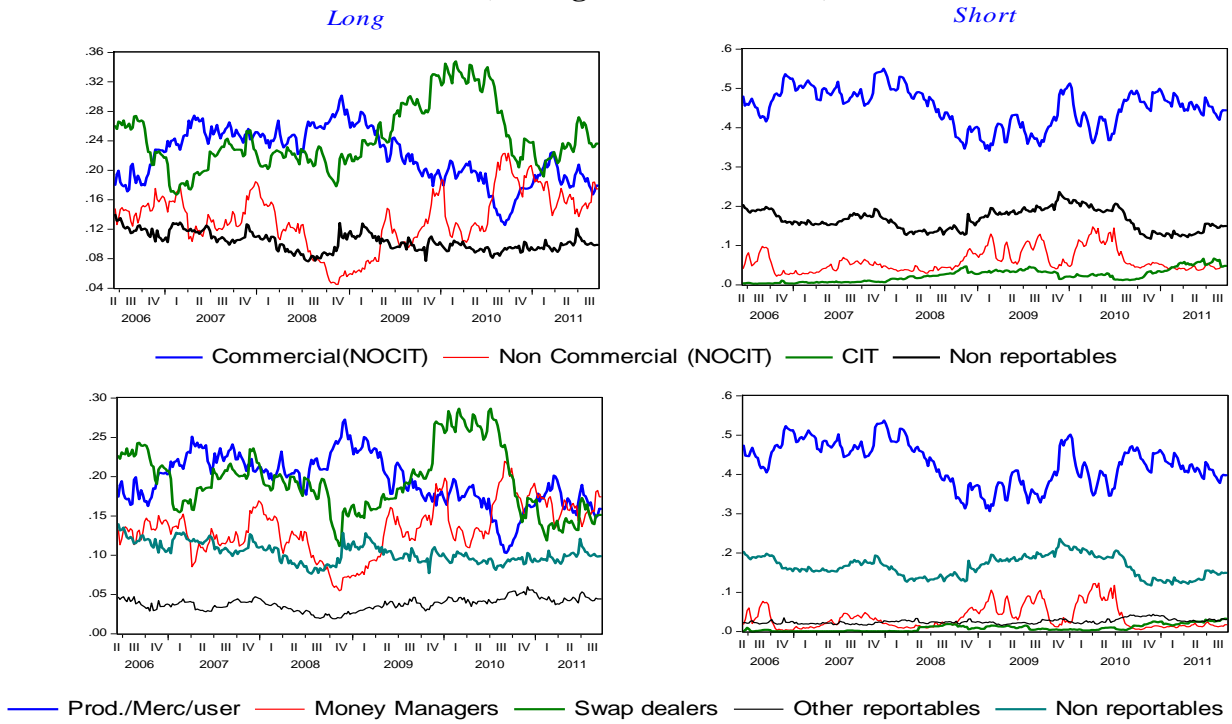 Long
Short
.36
.32
.28
.24
.20
.16
.12
.08
.04
II III IV I II III IV I II III IV I II III IV I II III IV I II III
2006 2007 2008 2009 2010 2011
.6
.5
.4
.3
.2
.1
.0
II III IV I II III IV I II III IV I II III IV I II III IV I II III
2006 2007 2008 2009 2010 2011
Commercial(NOCIT) Non Commercial (NOCIT) CIT Non reportables
.30
.25
.20
.15
.10
.05
.00
II III IV I II III IV I II III IV I II III IV I II III IV I II III
2006 2007 2008 2009 2010 2011
.6
.5
.4
.3
.2
.1
.0
II III IV I II III IV I II III IV I II III IV I II III IV I II III
2006 2007 2008 2009 2010 2011
Prod./Merc/user Money Managers Swap dealers Other reportables Non reportables